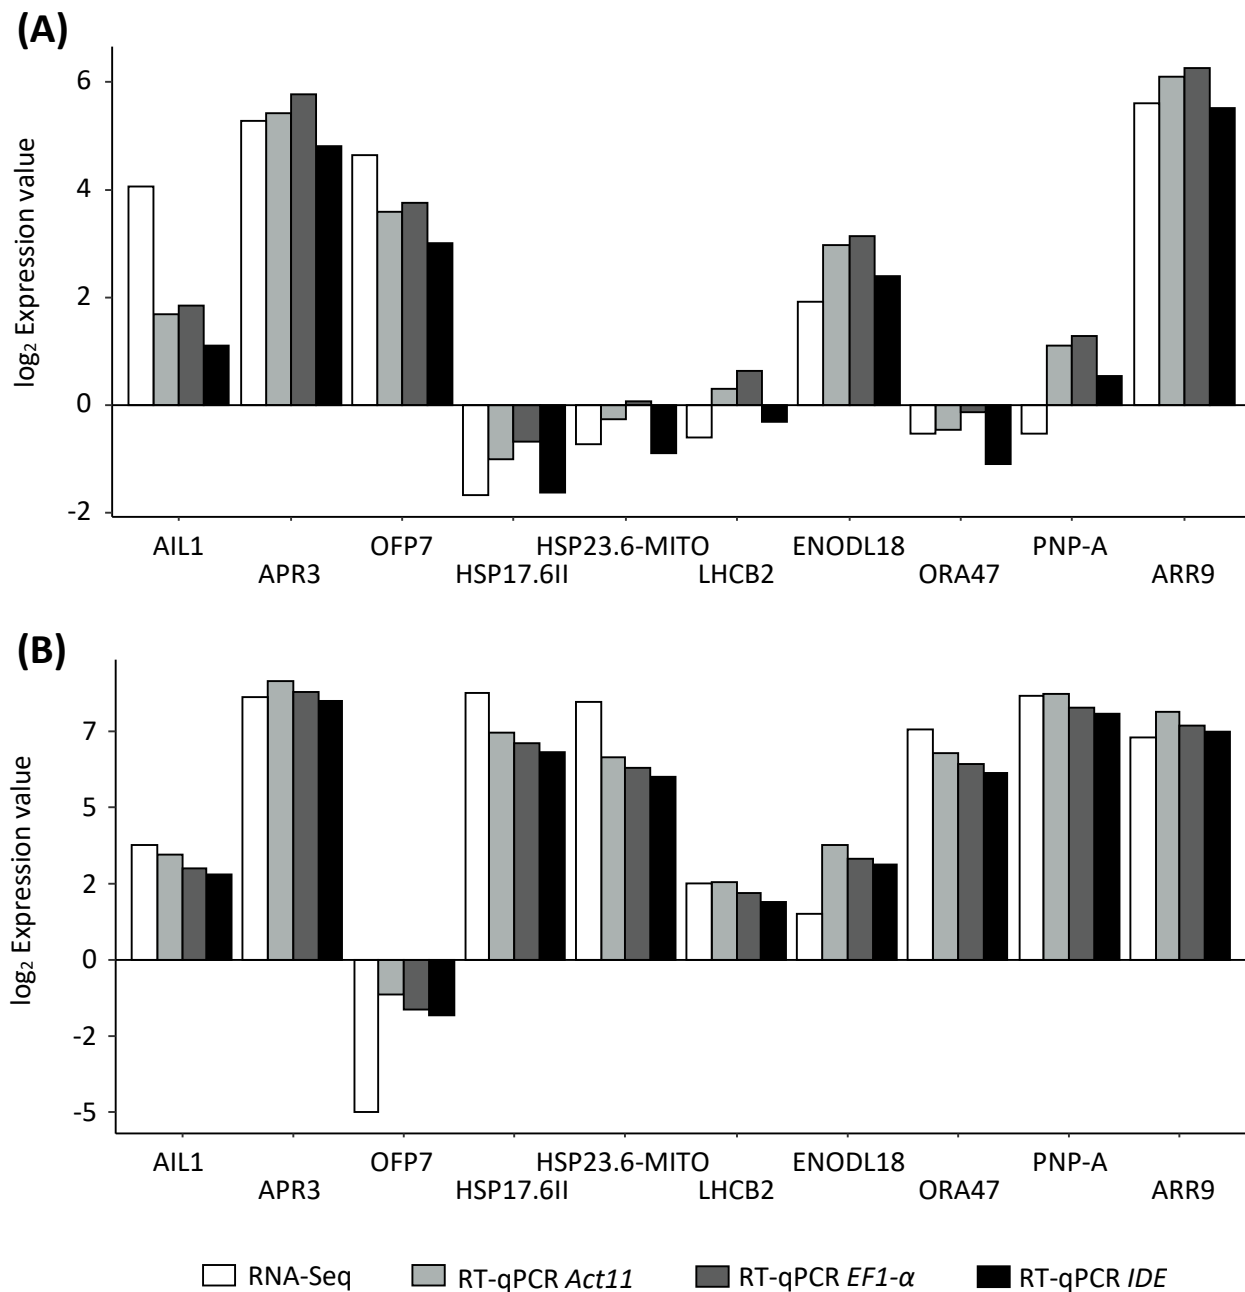 (A)
log₂ Expression value
6
4
2
0
-2
AIL1 OFP7 HSP23.6-MITO ENODL18 PNP-A
APR3 HSP17.6II LHCB2 ORA47 ARR9
(B)
log₂ Expression value
7
5
2
0
-2
-5
AIL1 OFP7 HSP23.6-MITO ENODL18 PNP-A
APR3 HSP17.6II LHCB2 ORA47 ARR9
RNA-Seq RT-qPCR Act11 RT-qPCR EF1-α RT-qPCR IDE